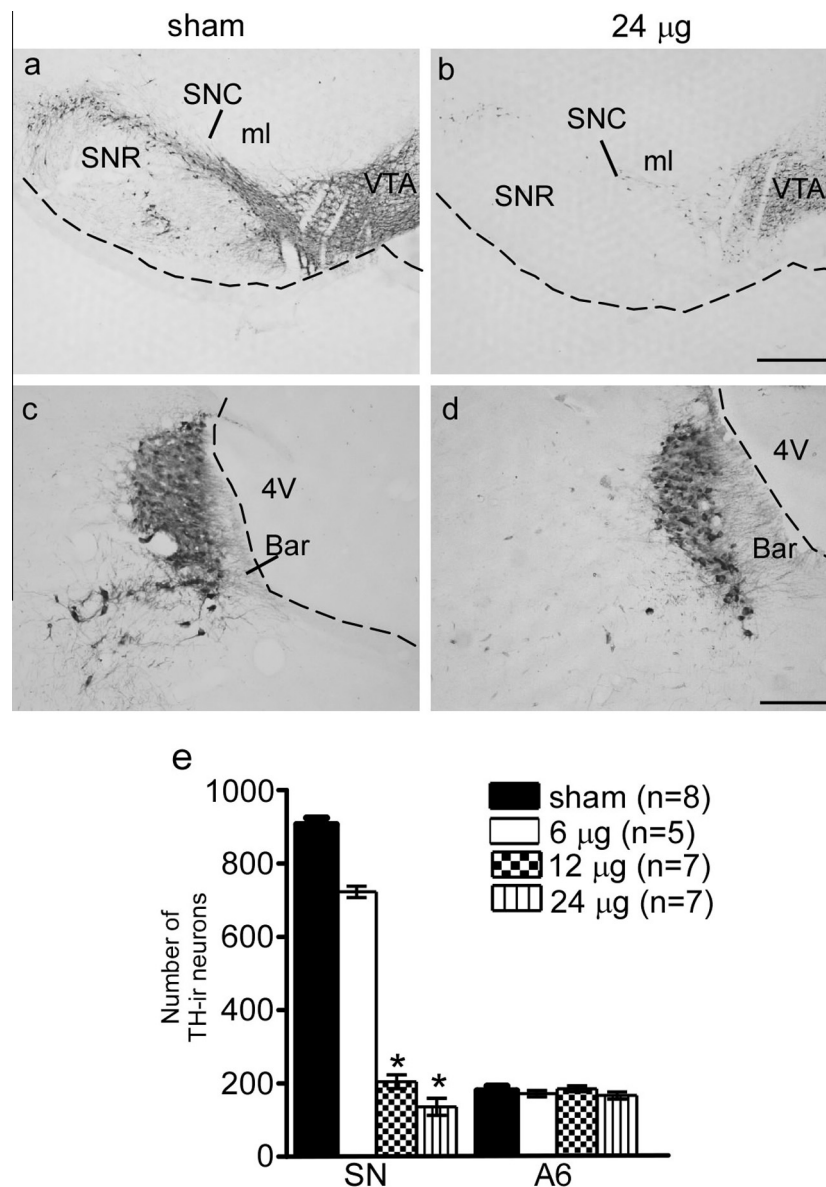 sham
24 μg
a
SNC
ml
SNR
VTA
b
SNC
ml
SNR
VTA
c
4V
Bar
d
4V
Bar
e
Number of
TH-ir neurons
1000
800
600
400
200
0
sham (n=8)
6 μg (n=5)
12 μg (n=7)
24 μg (n=7)
*
*
SN
A6